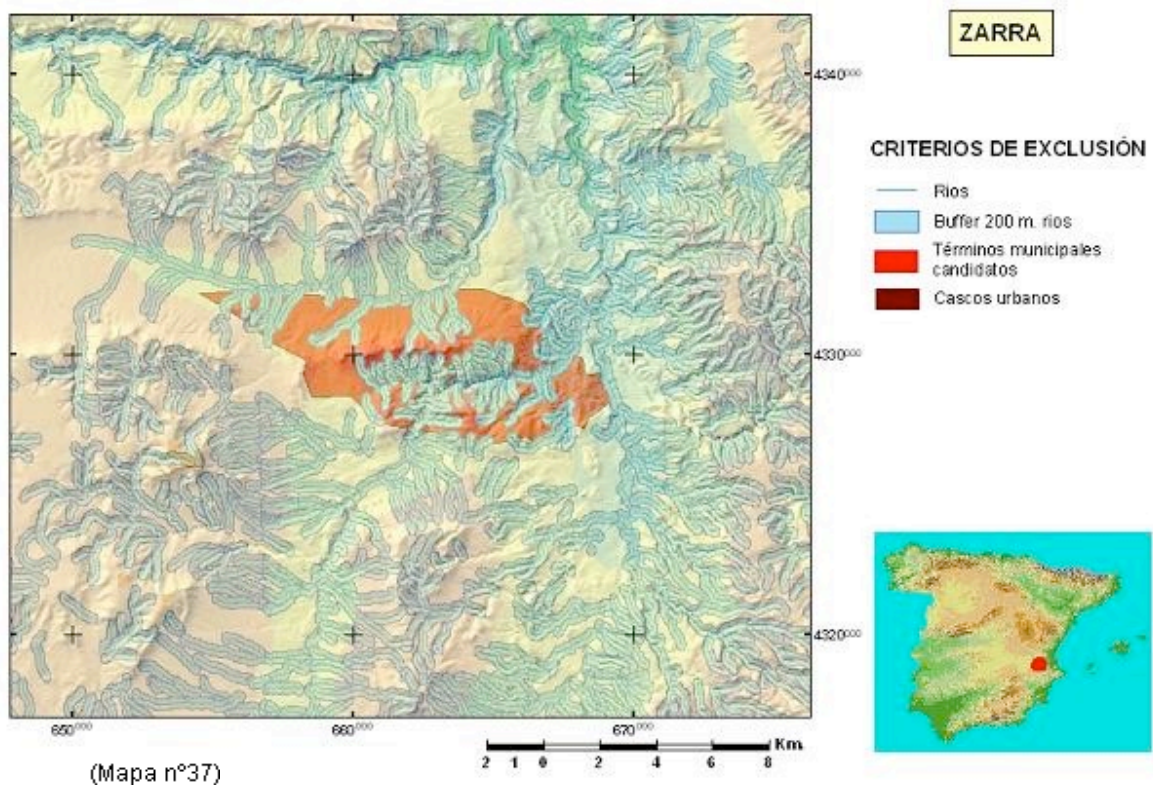 ZARRA
4340000
CRITERIOS DE EXCLUSIÓN
Rios
Buffer 200 m. rios
Términos municipales
candidatos
Cascos urbanos
4330000
4320000
650000
660000
670000
Km.
2 1 0 2 4 6 8
(Mapa nº37)